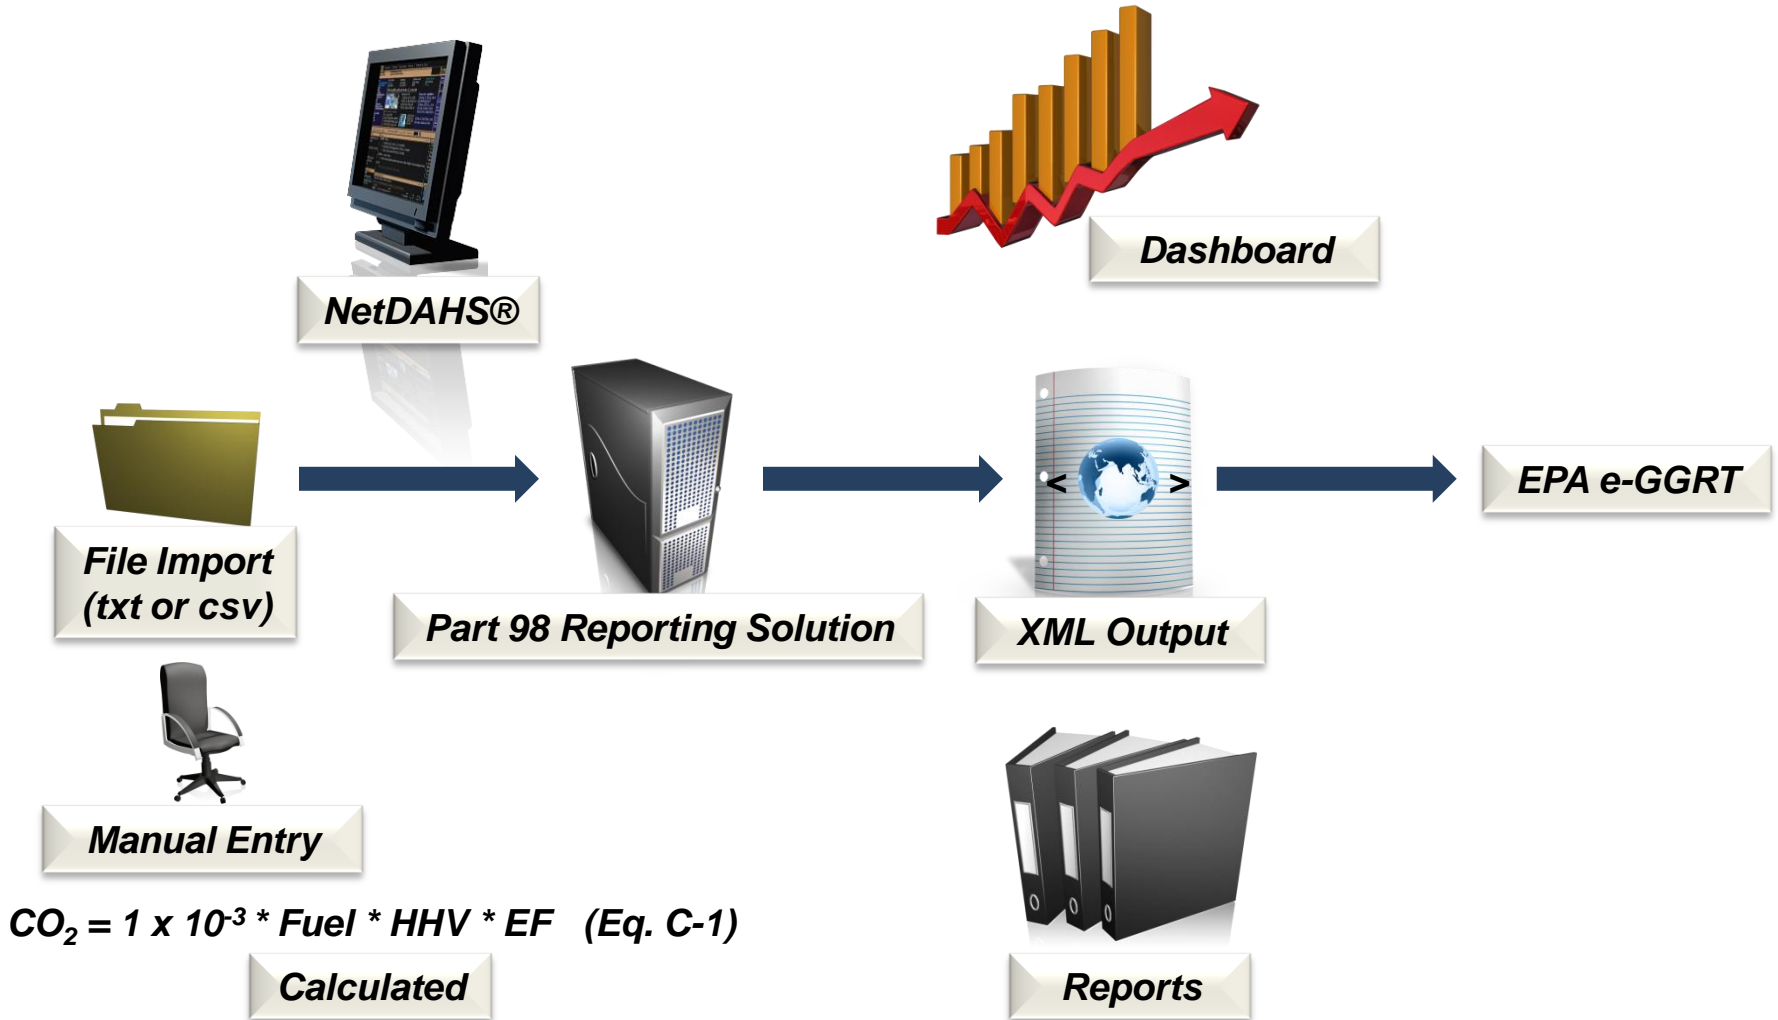 Dashboard
NetDAHS®
< >
EPA e-GGRT
File Import
(txt or csv)
Part 98 Reporting Solution
XML Output
Manual Entry
CO₂ = 1 x 10⁻³ * Fuel * HHV * EF (Eq. C-1)
Calculated
Reports